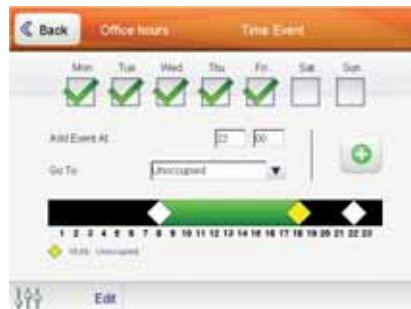 Back Office hours Time Event
Mon Tue Wed Thu Fri Sat Sun
Add Event At 22 00
Go To Unoccupied
1 2 3 4 5 6 7 8 9 10 11 12 13 14 15 16 17 18 19 20 21 22 23
Unoccupied
Edit